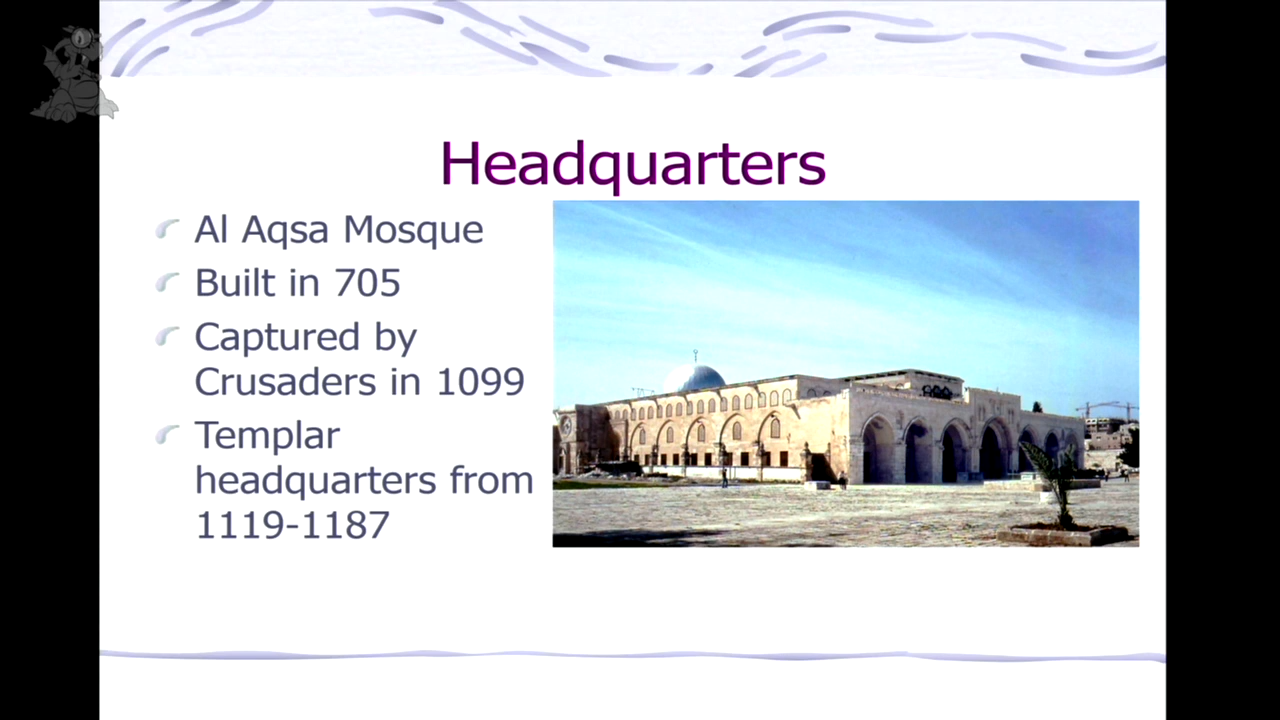 Headquarters
Al Aqsa Mosque
Built in 705
Captured by
Crusaders in 1099
Templar
headquarters from
1119-1187